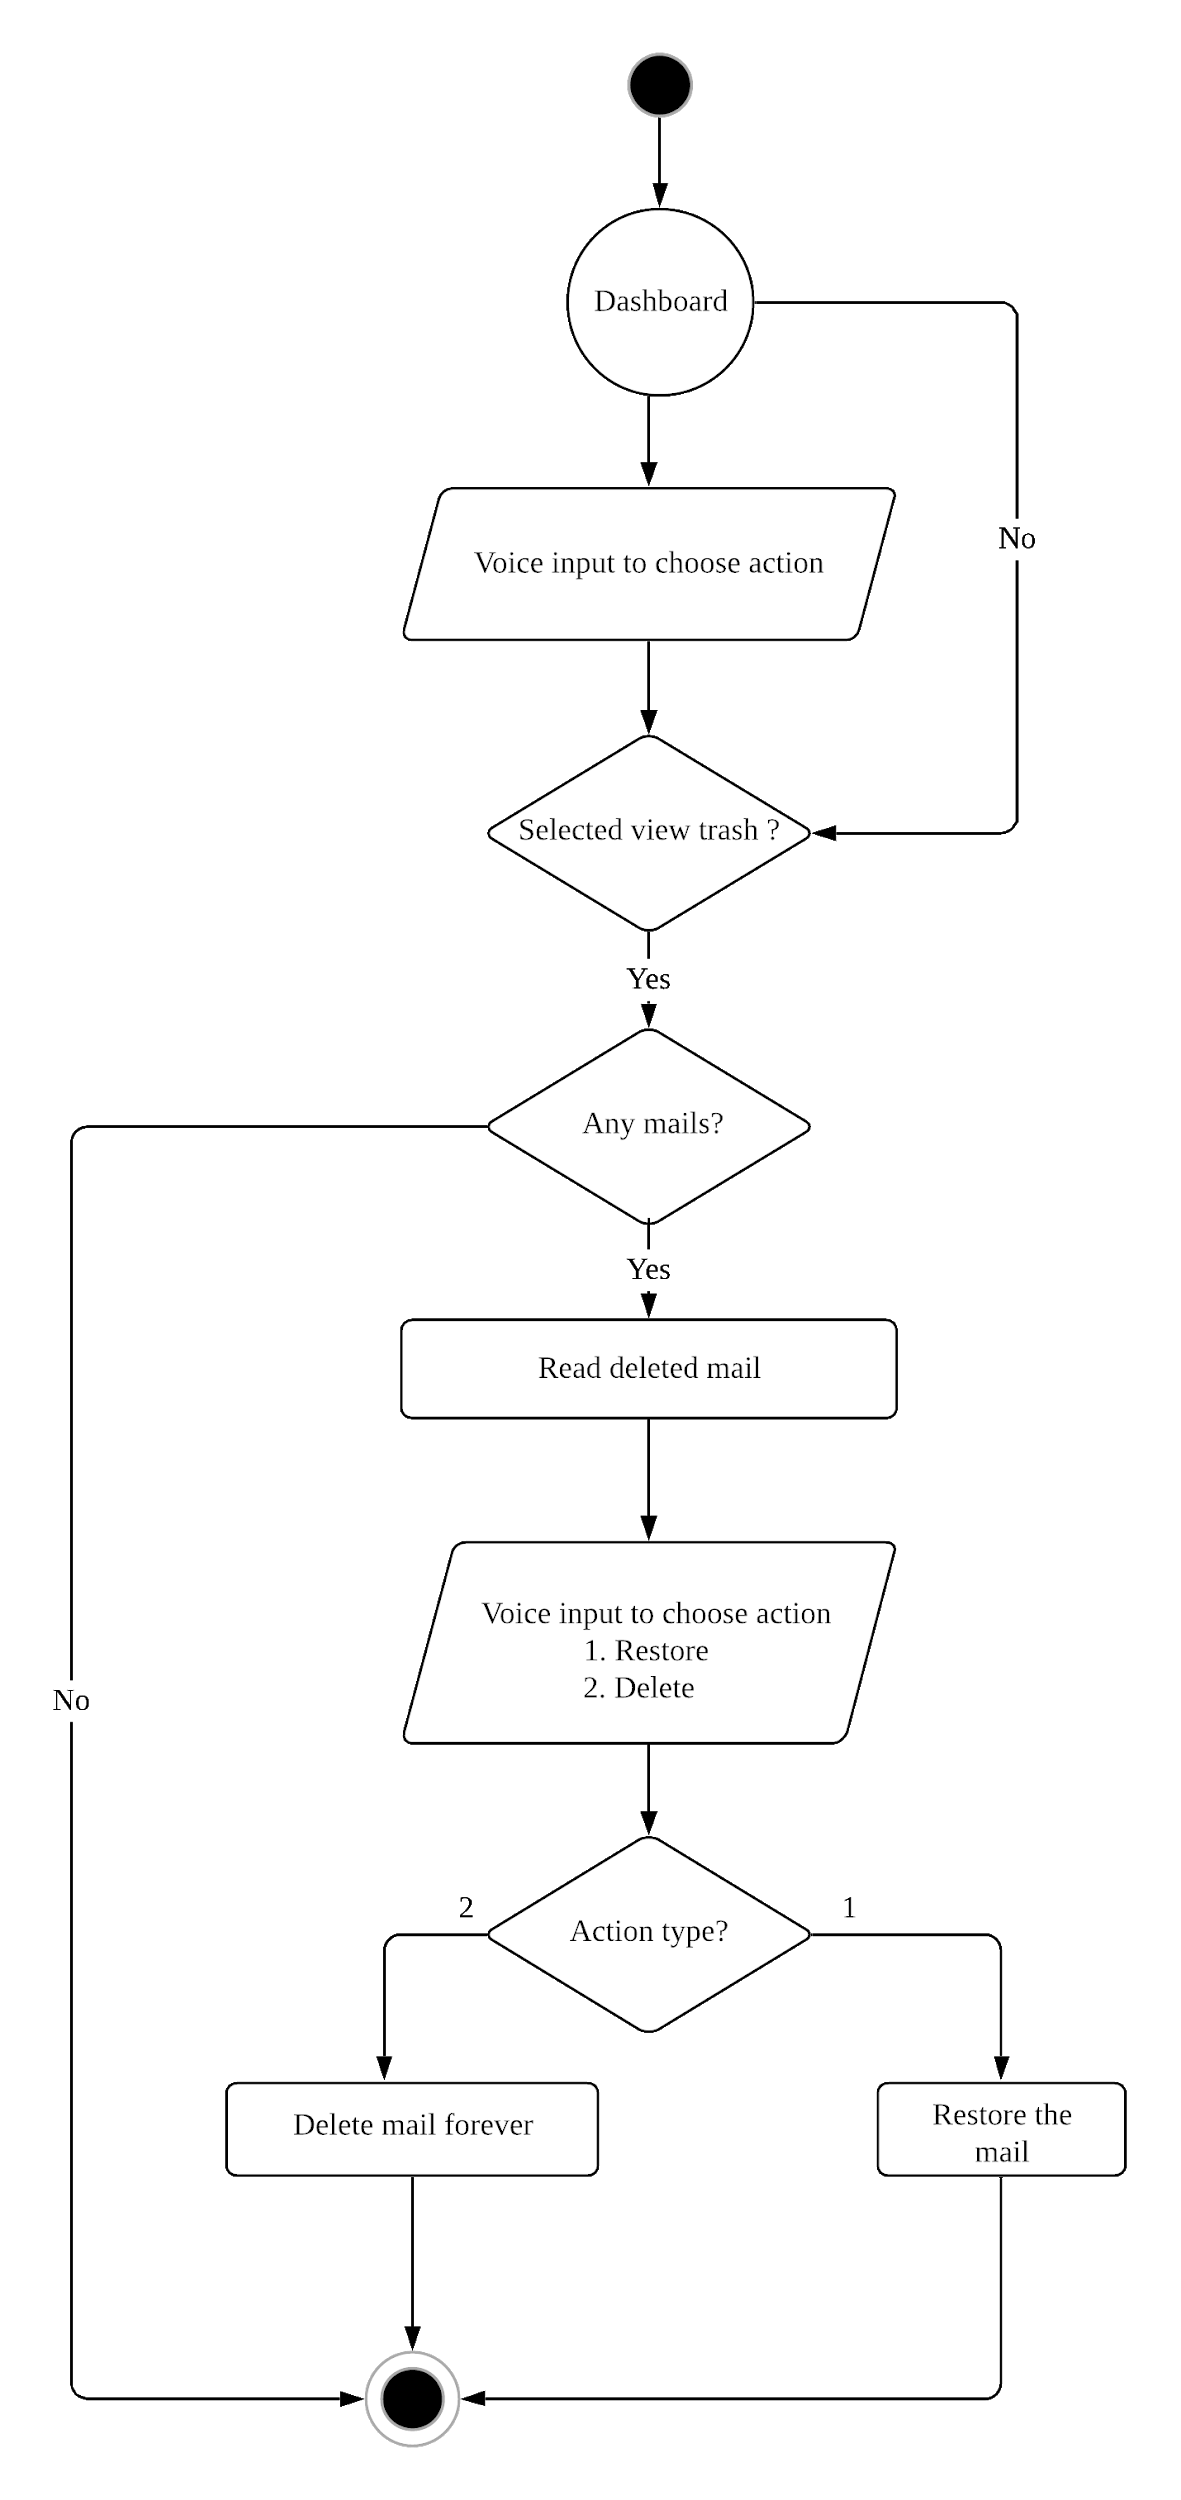 Dashboard
No
Voice input to choose action
Selected view trash ?
Yes
Any mails?
Yes
Read deleted mail
Voice input to choose action
1. Restore
2. Delete
No
2
1
Action type?
Delete mail forever
Restore the
mail